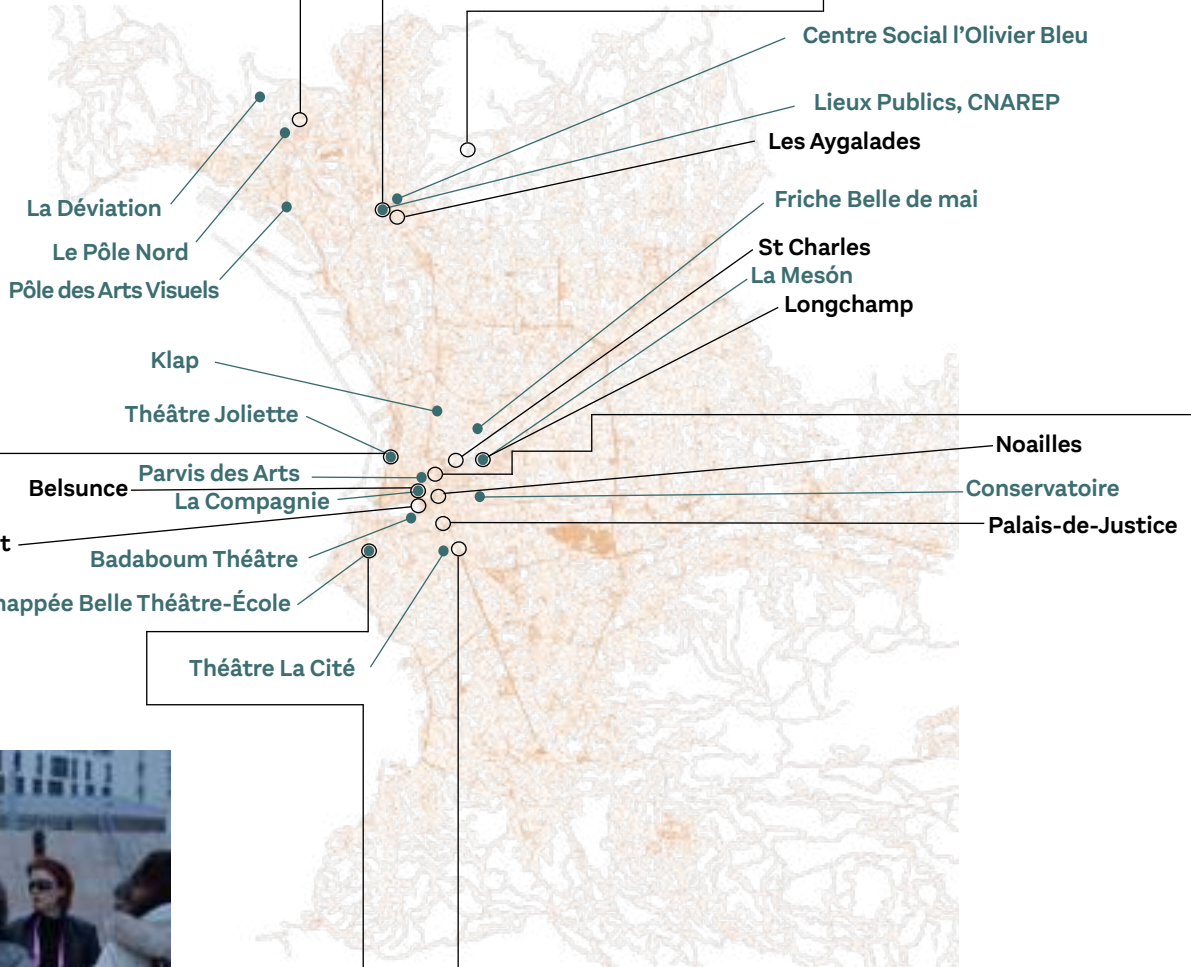 Centre Social l’Olivier Bleu
Lieux Publics, CNAREP
Les Aygalades
Friche Belle de mai
La Déviation
St Charles
Le Pôle Nord
La Mesón
Pôle des Arts Visuels
Longchamp
Klap
Théâtre Joliette
Noailles
Parvis des Arts
Belsunce
Conservatoire
La Compagnie
Palais-de-Justice
t
Badaboum Théâtre
happée Belle Théâtre-École
Théâtre La Cité